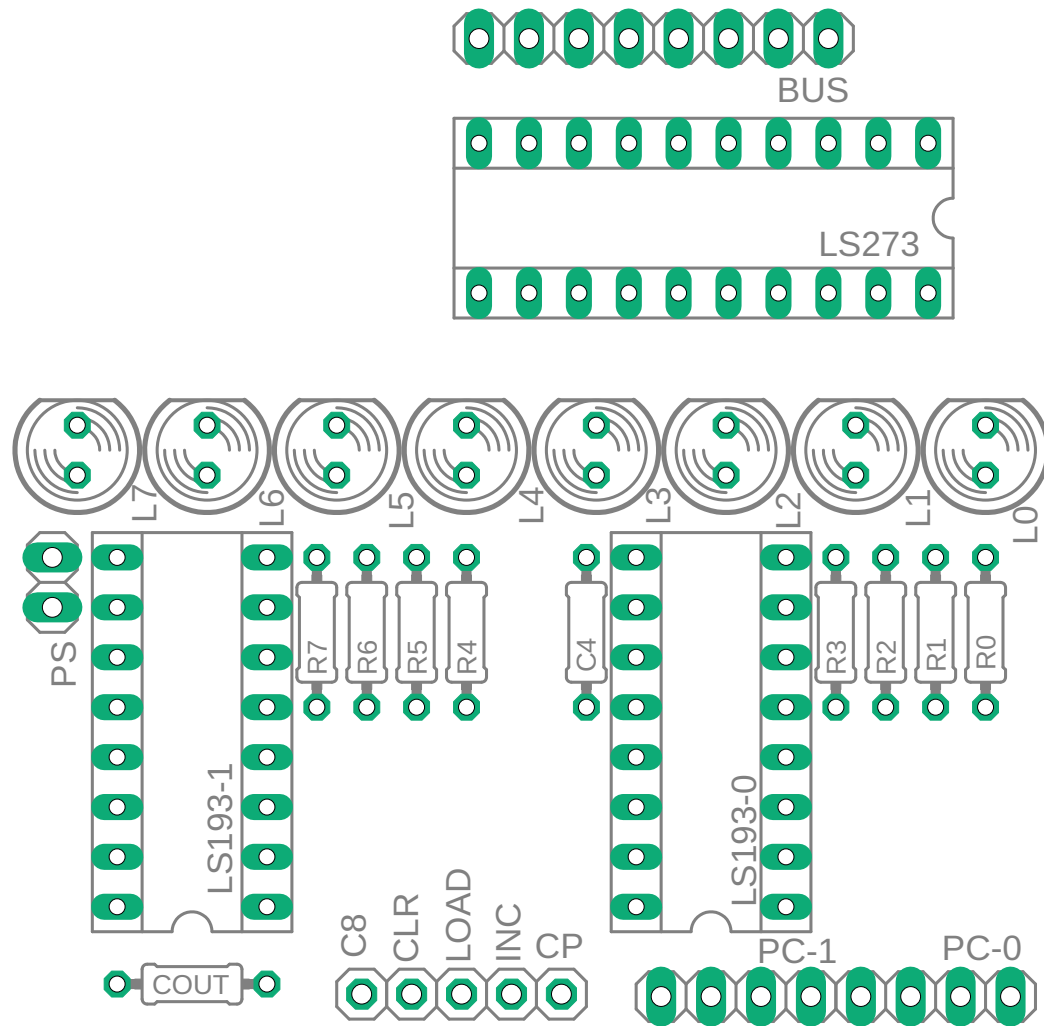 BUS
LS273
L7
L6
L5
L4
L3
L2
L1
L0
PS
R7
R6
R5
R4
C4
R3
R2
R1
R0
LS193-1
LS193-0
C8
CLR
LOAD
INC
CP
PC-1
PC-0
COUT